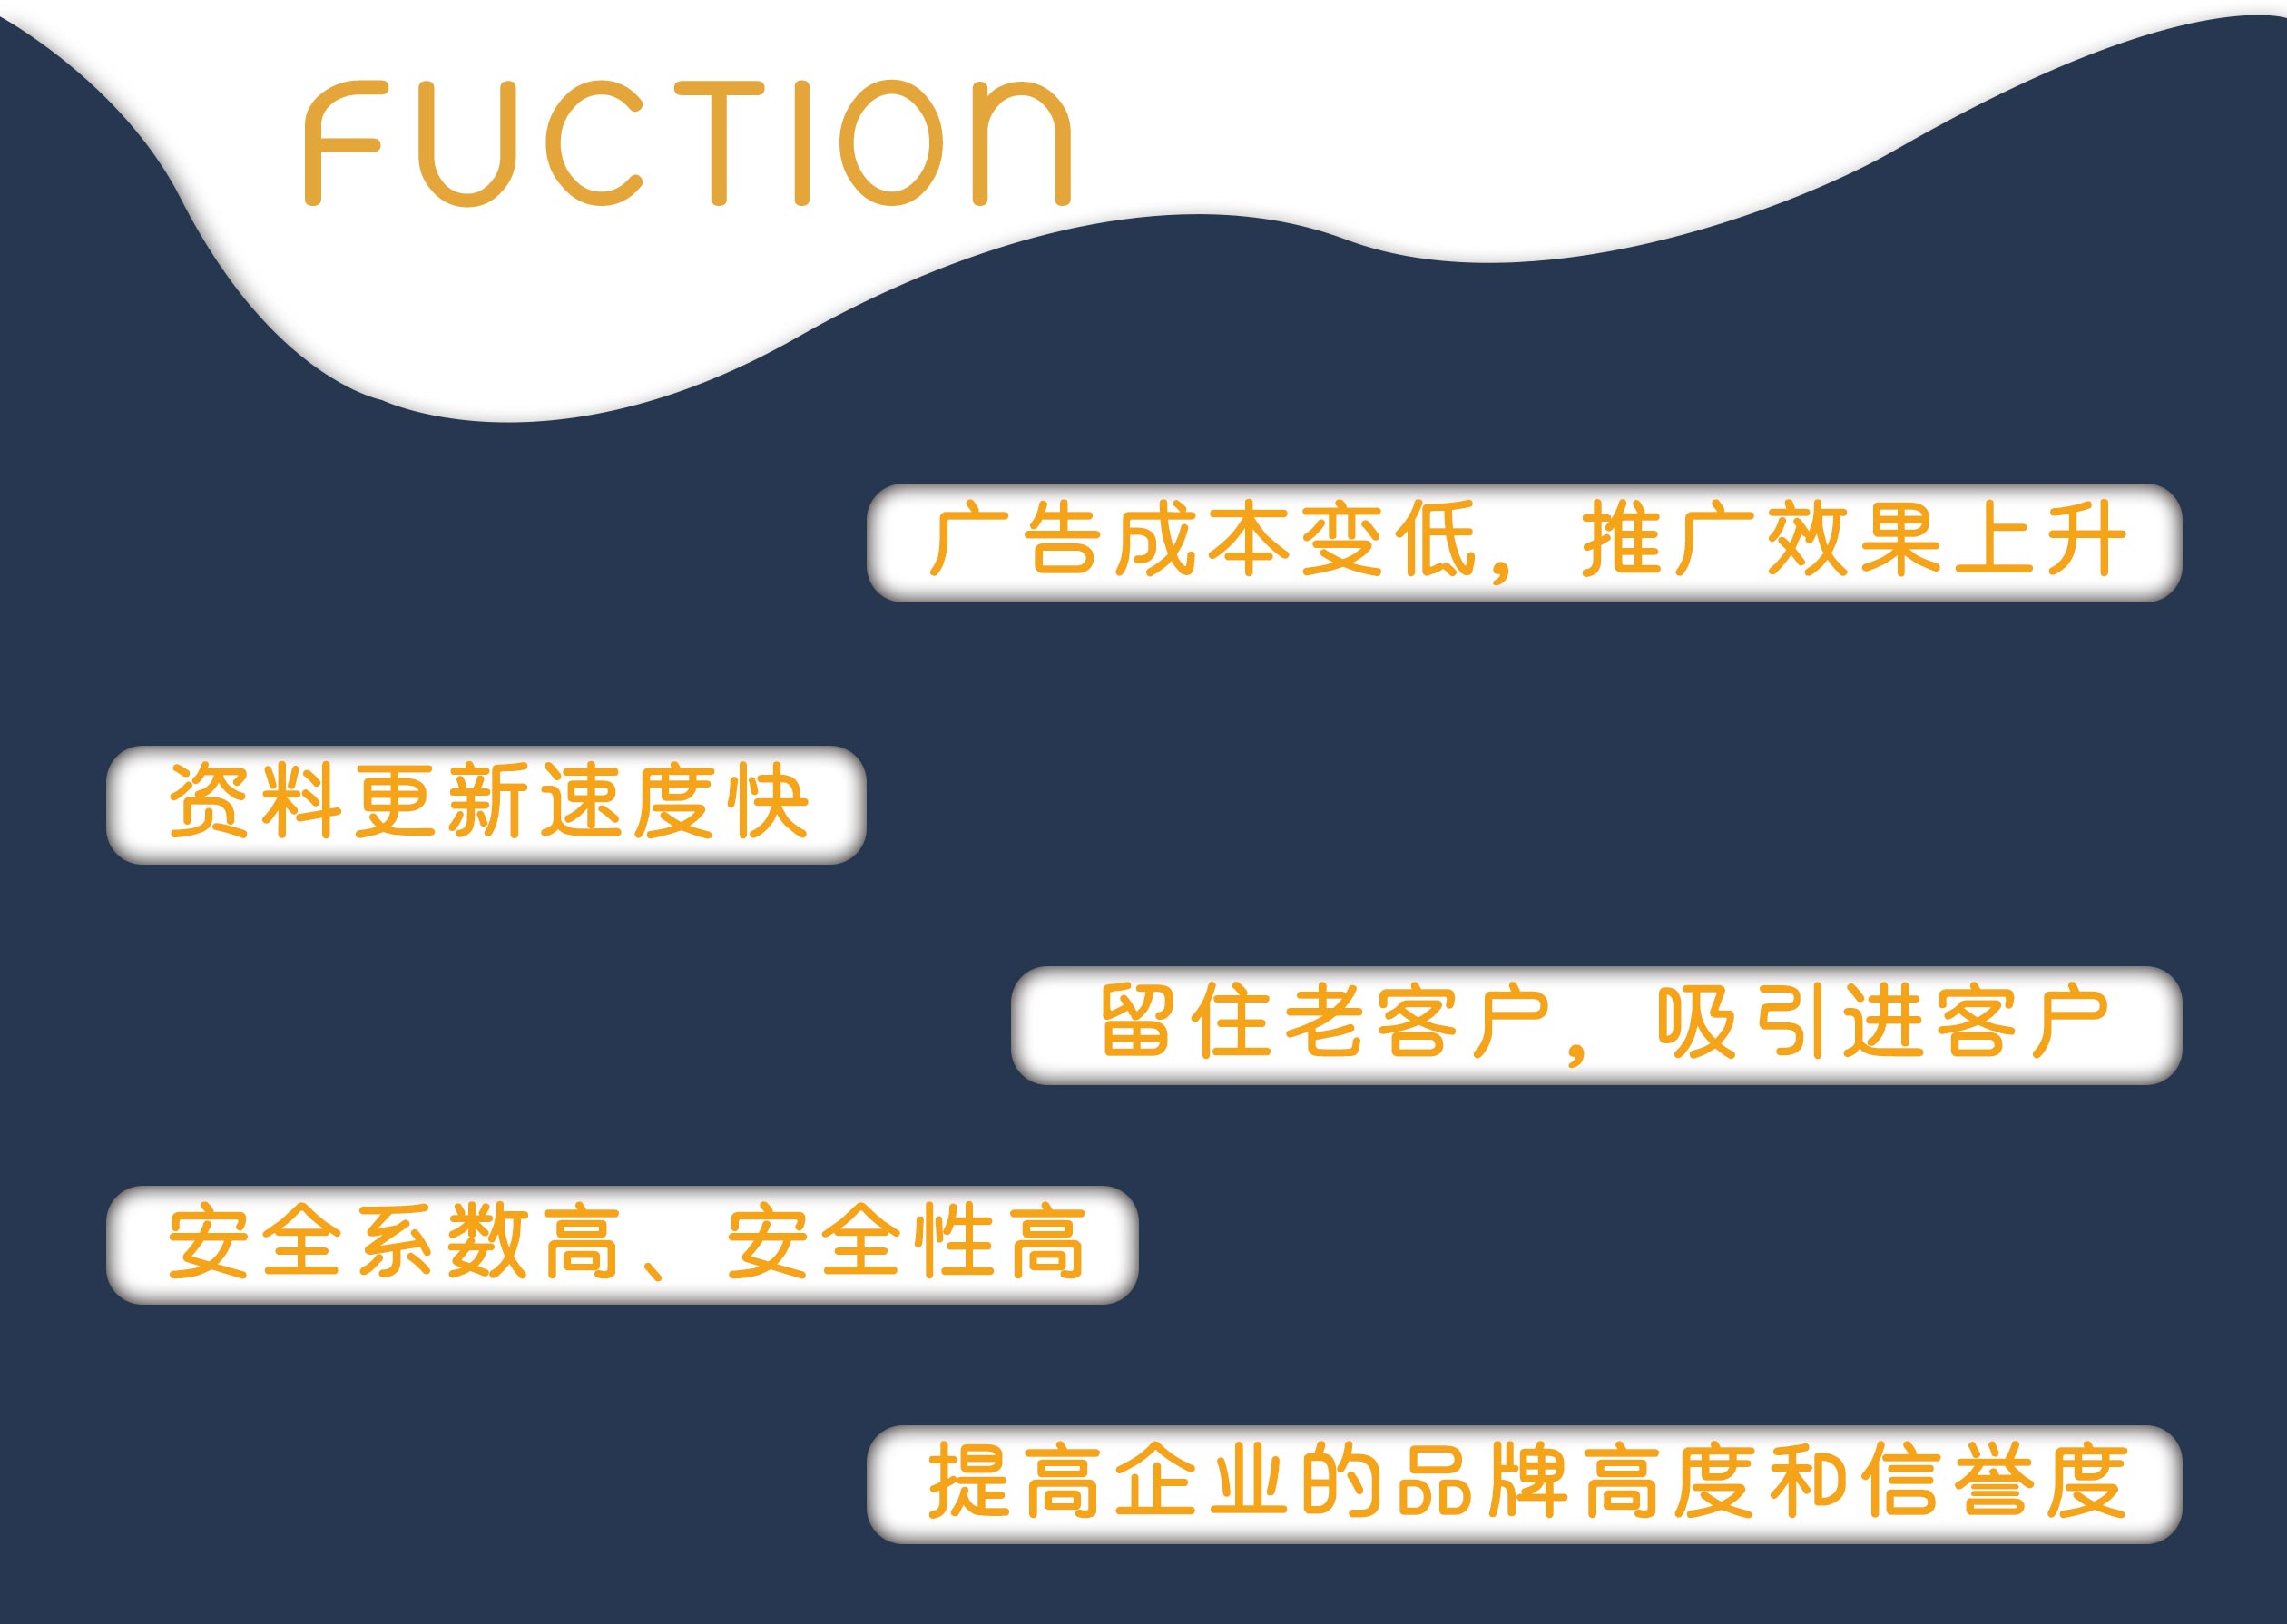 FUCTION
广告成本变低，推广效果上升
资料更新速度快
留住老客户，吸引进客户
安全系数高、安全性高
提高企业的品牌高度和信誉度